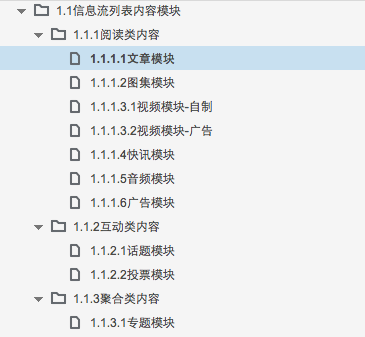 1.1信息流列表内容模块
1.1.1阅读类内容
1.1.1.1文章模块
1.1.1.2图集模块
1.1.1.3.1视频模块-自制
1.1.1.3.2视频模块-广告
1.1.1.4快讯模块
1.1.1.5音频模块
1.1.1.6广告模块
1.1.2互动类内容
1.1.2.1话题模块
1.1.2.2投票模块
1.1.3聚合类内容
1.1.3.1专题模块